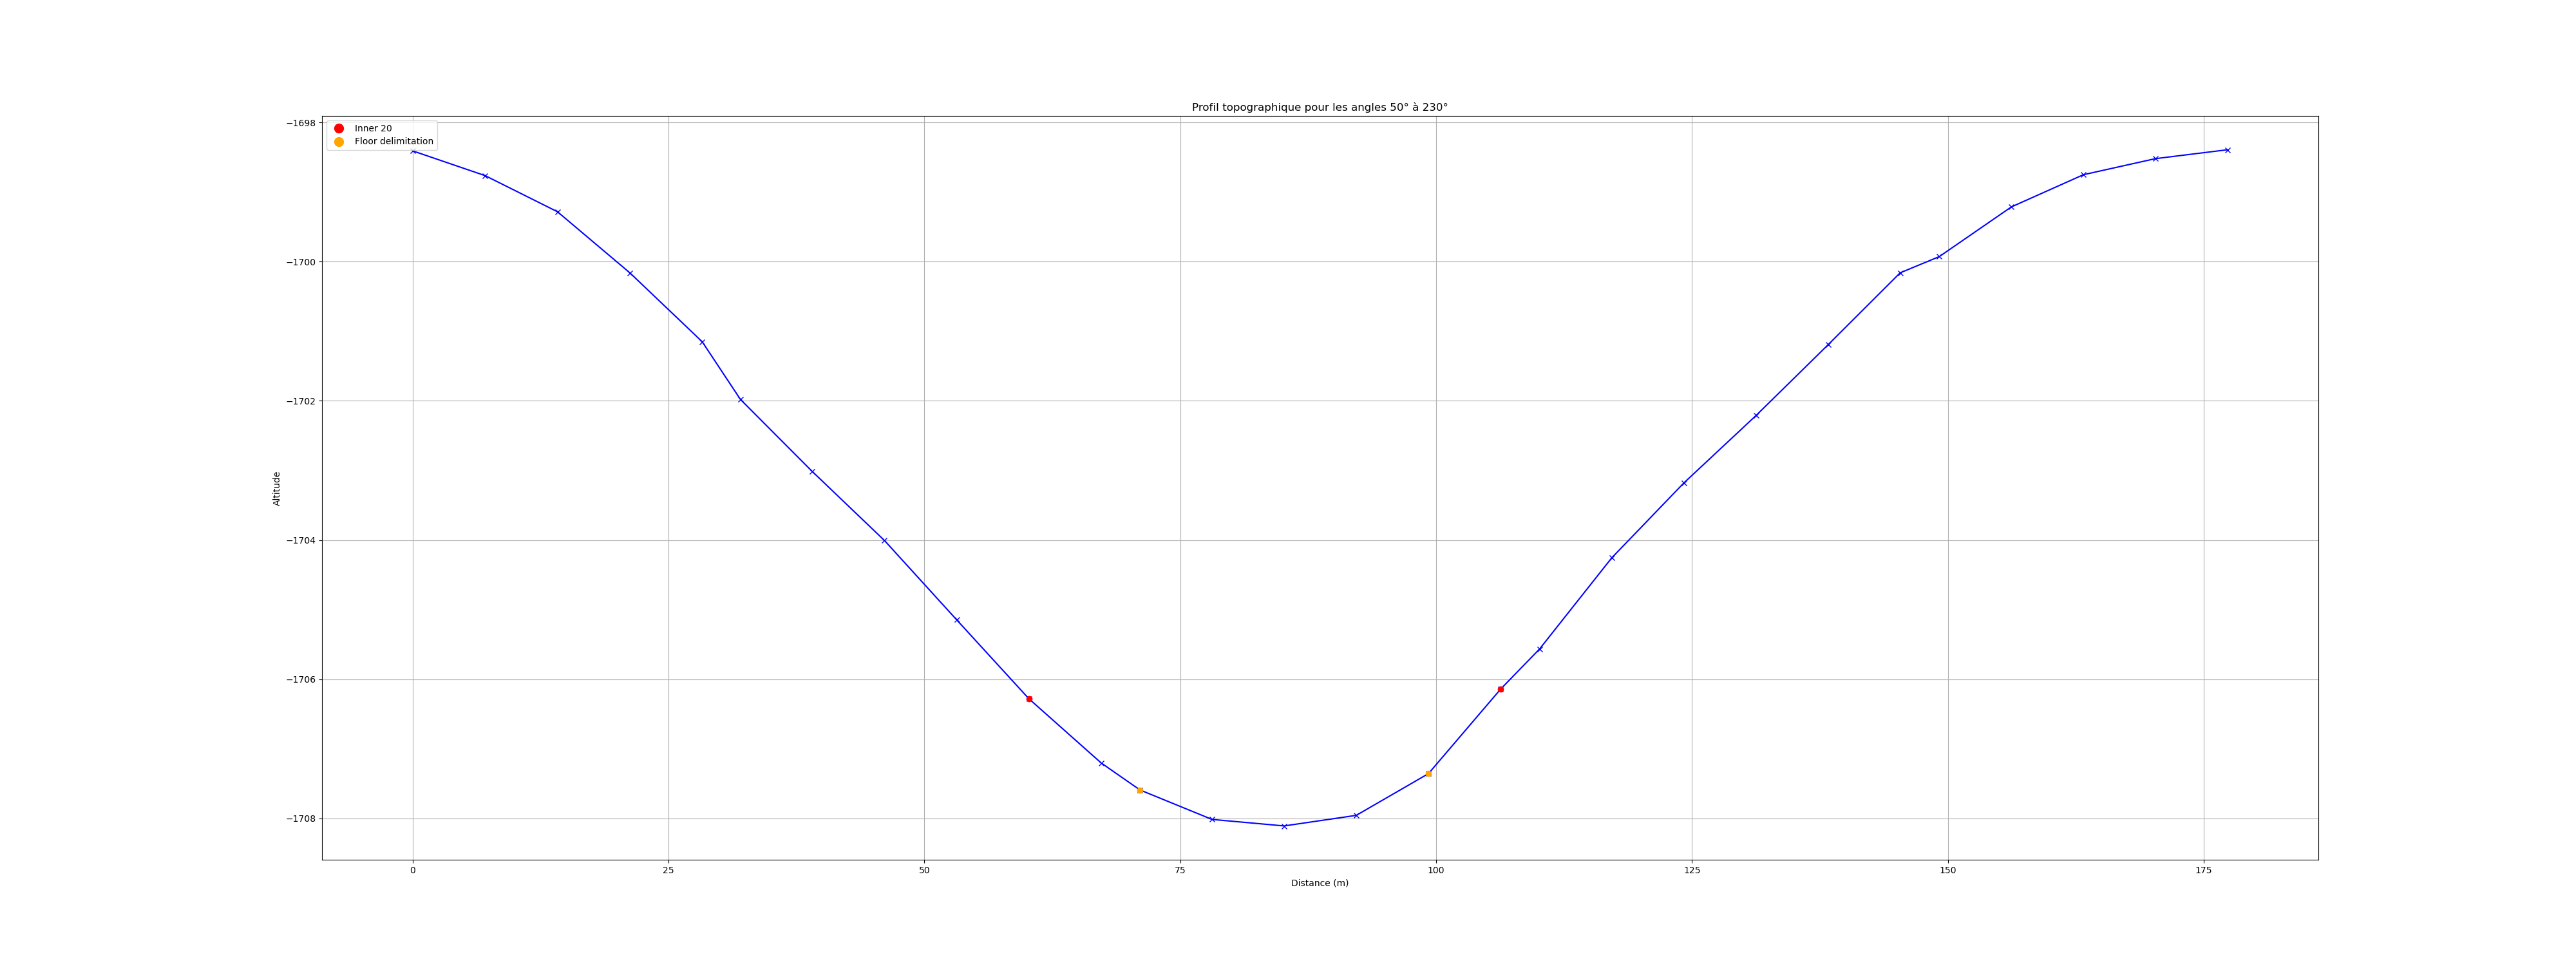 Profil topographique pour les angles 50° à 230°
Inner 20
Floor delimitation
−1698
−1700
−1702
−1704
−1706
−1708
Altitude
0 25 50 75 100 125 150 175
Distance (m)